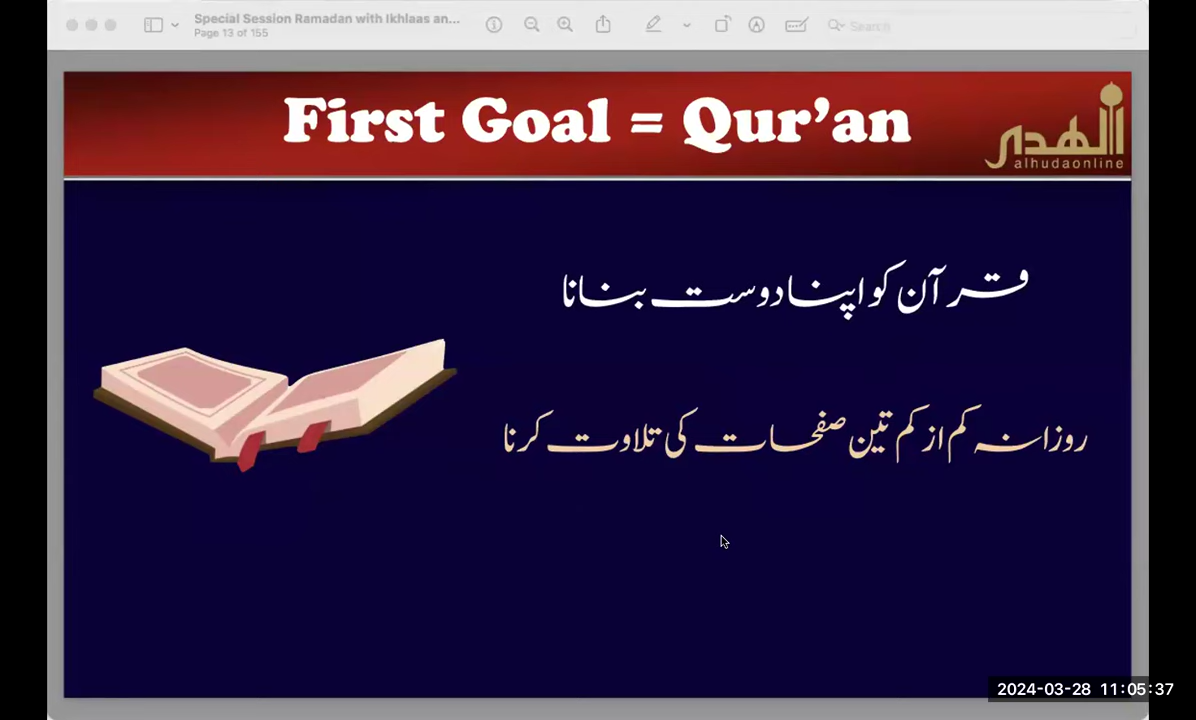 Special Session Ramadan with Ikhlaas an...
Page 13 of 155
Search
First Goal = Qur’an
الهدى
alhudaonline
قرآن کو اپنا دوست بنانا
روزانہ کم از کم تین صفحات کی تلاوت کرنا
2024-03-28 11:05:37